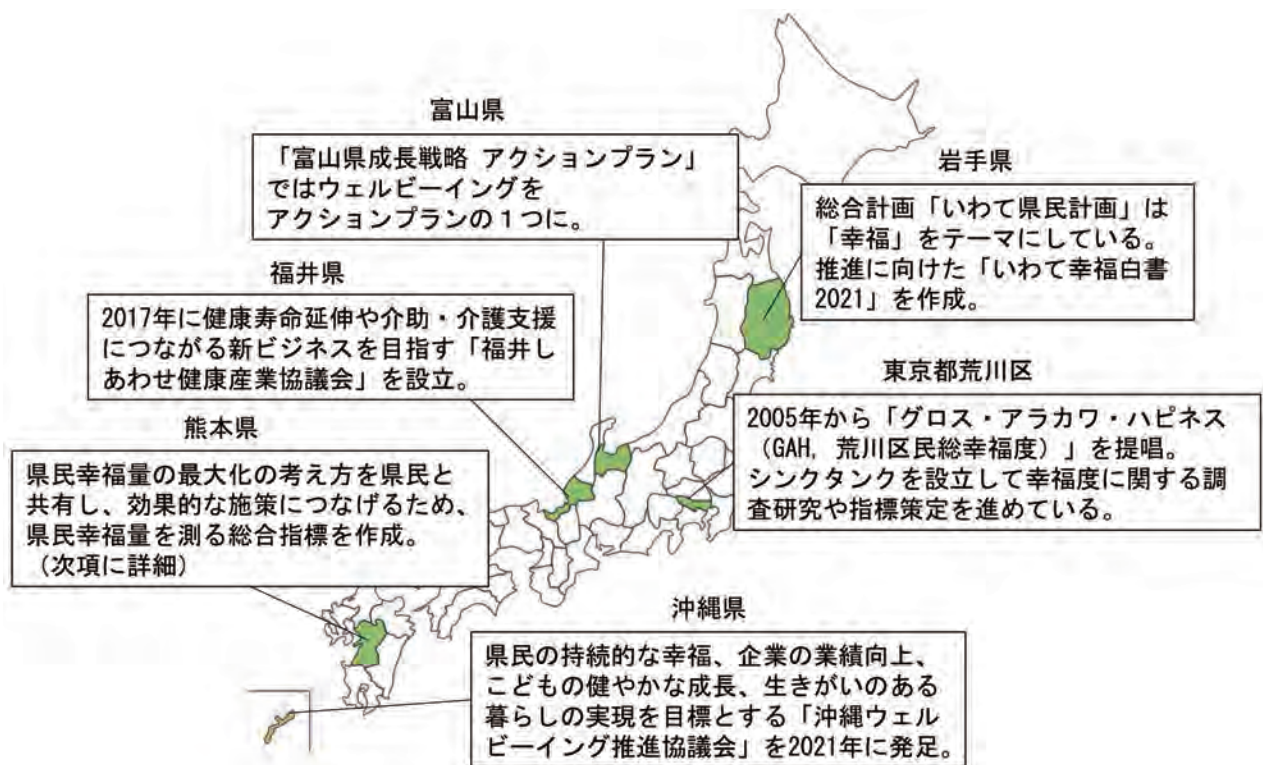 富山県
「富山県成長戦略 アクションプラン」
ではウェルビーイングを
アクションプランの１つに。
岩手県
総合計画「いわて県民計画」は
「幸福」をテーマにしている。
推進に向けた「いわて幸福白書
2021」を作成。
福井県
2017年に健康寿命延伸や介助・介護支援
につながる新ビジネスを目指す「福井し
あわせ健康産業協議会」を設立。
東京都荒川区
2005年から「グロス・アラカワ・ハピネス
（GAH, 荒川区民総幸福度）」を提唱。
シンクタンクを設立して幸福度に関する調
査研究や指標策定を進めている。
熊本県
県民幸福量の最大化の考え方を県民と
共有し、効果的な施策につなげるため、
県民幸福量を測る総合指標を作成。
（次項に詳細）
沖縄県
県民の持続的な幸福、企業の業績向上、
こどもの健やかな成長、生きがいのある
暮らしの実現を目標とする「沖縄ウェル
ビーイング推進協議会」を2021年に発足。